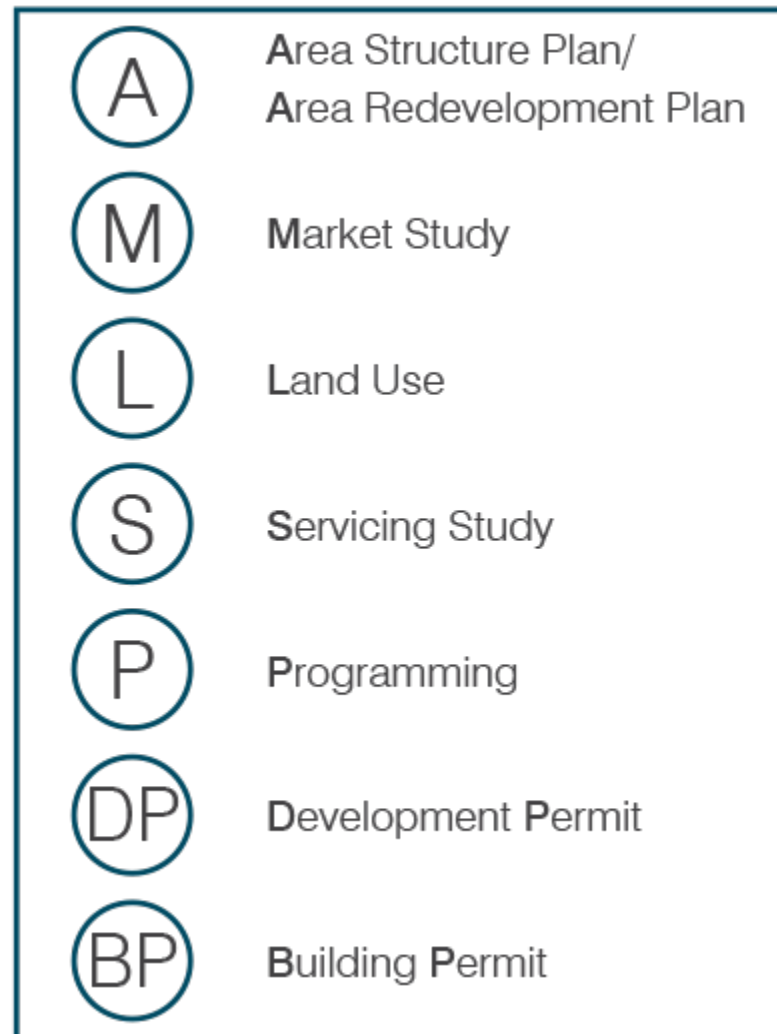 A Area Structure Plan/
Area Redevelopment Plan
M Market Study
L Land Use
S Servicing Study
P Programming
DP Development Permit
BP Building Permit